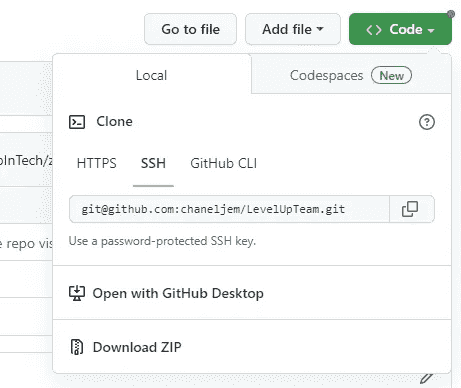 Go to file
Add file
<> Code
Local
Codespaces New
Clone
HTTPS
SSH
GitHub CLI
git@github.com:chaneljem/LevelUpTeam.git
Use a password-protected SSH key.
Open with GitHub Desktop
Download ZIP
InTech/
e repo vis